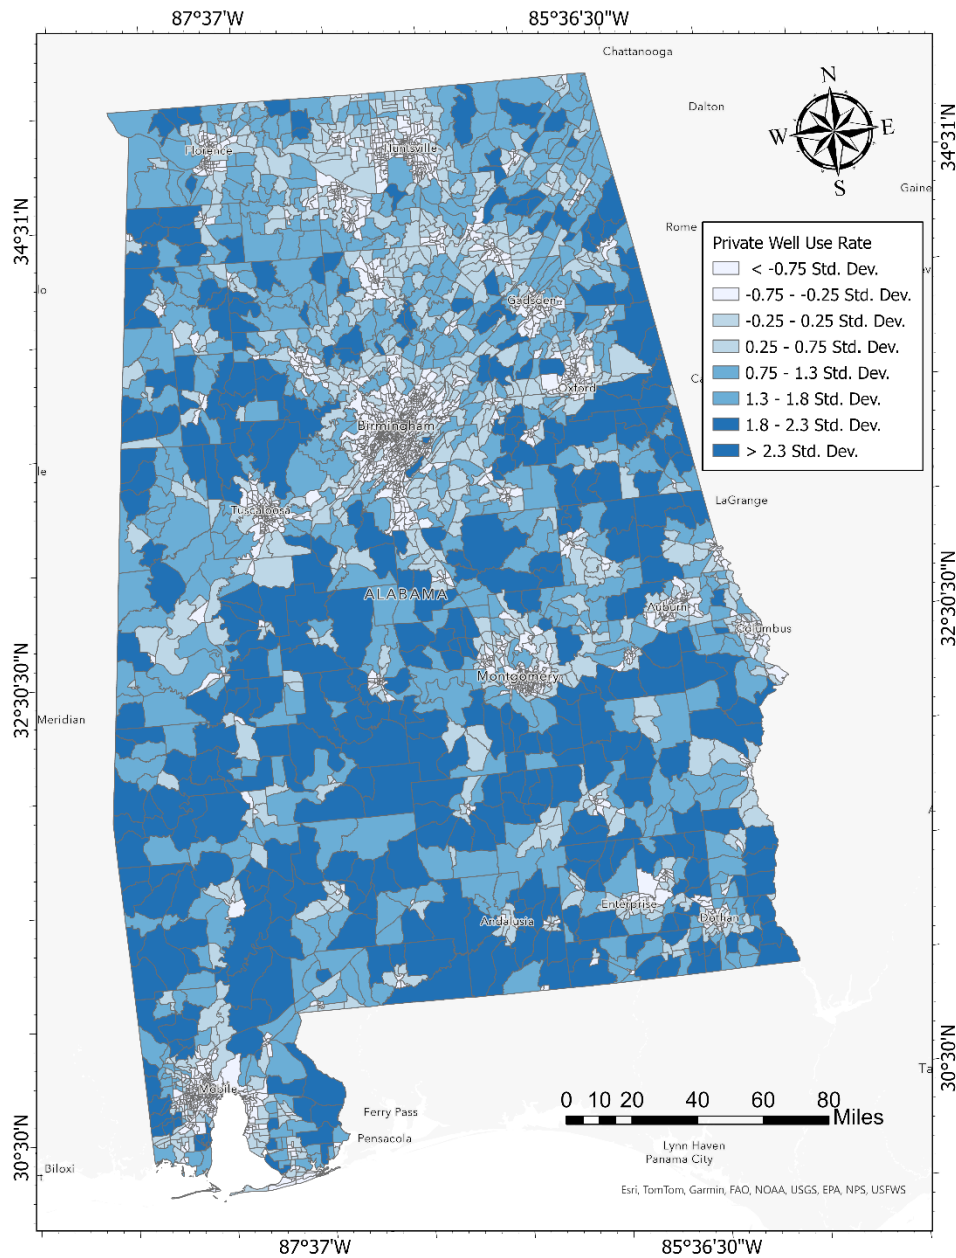 87°37'W 85°36'30"W
Chattanooga
N
Dalton
34°31'N
W E
Florence
Huntsville
S
Gaine
34°31'N
Rome
Private Well Use Rate
< -0.75 Std. Dev.
-0.75 - -0.25 Std. Dev.
-0.25 - 0.25 Std. Dev.
0.25 - 0.75 Std. Dev.
0.75 - 1.3 Std. Dev.
1.3 - 1.8 Std. Dev.
1.8 - 2.3 Std. Dev.
> 2.3 Std. Dev.
ev
lo
Gadsden
Ca
Oxford
Birmingham
le
LaGrange
Tuscaloosa
32°30'30"N
ALABAMA
Auburn
Columbus
Montgomery
32°30'30"N
Meridian
A
Enterprise
Dothan
Andalusia
30°30'N
Ta
Mobile
0 10 20 40 60 80
Miles
Ferry Pass
Pensacola
30°30'N
Lynn Haven
Panama City
Biloxi
Esri, TomTom, Garmin, FAO, NOAA, USGS, EPA, NPS, USFWS
87°37'W 85°36'30"W